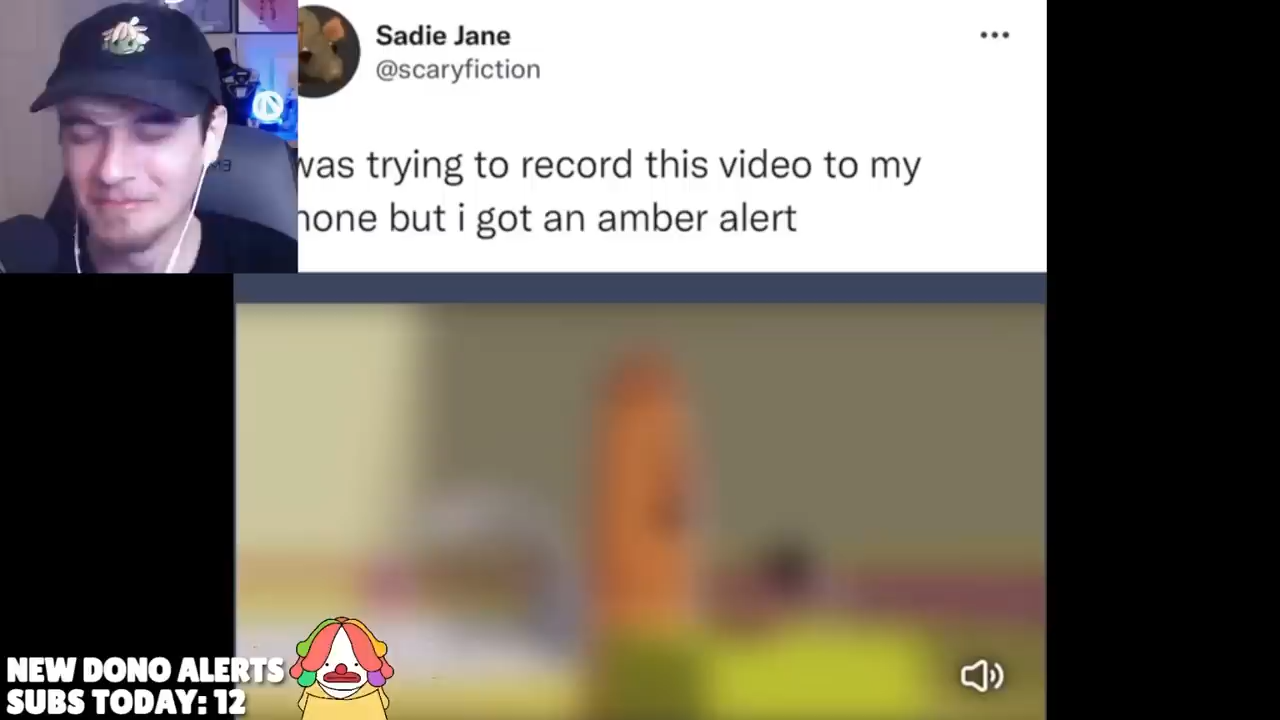 Sadie Jane
@scaryfiction
was trying to record this video to my
hone but i got an amber alert
NEW DONO ALERTS
SUBS TODAY: 12